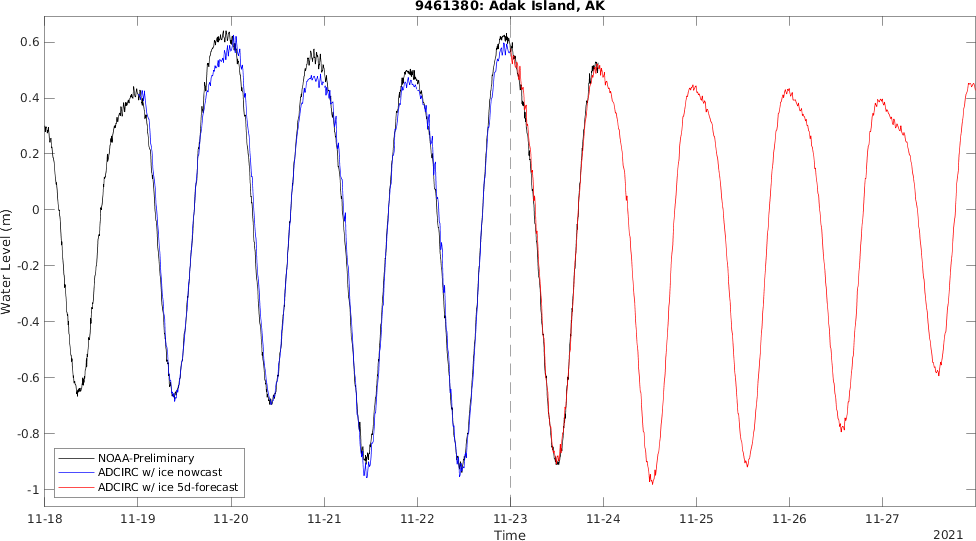 9461380: Adak Island, AK
0.6
0.4
0.2
0
-0.2
-0.4
-0.6
-0.8
-1
Water Level (m)
NOAA-Preliminary
ADCIRC w/ ice nowcast
ADCIRC w/ ice 5d-forecast
11-18 11-19 11-20 11-21 11-22 11-23 11-24 11-25 11-26 11-27
Time
2021